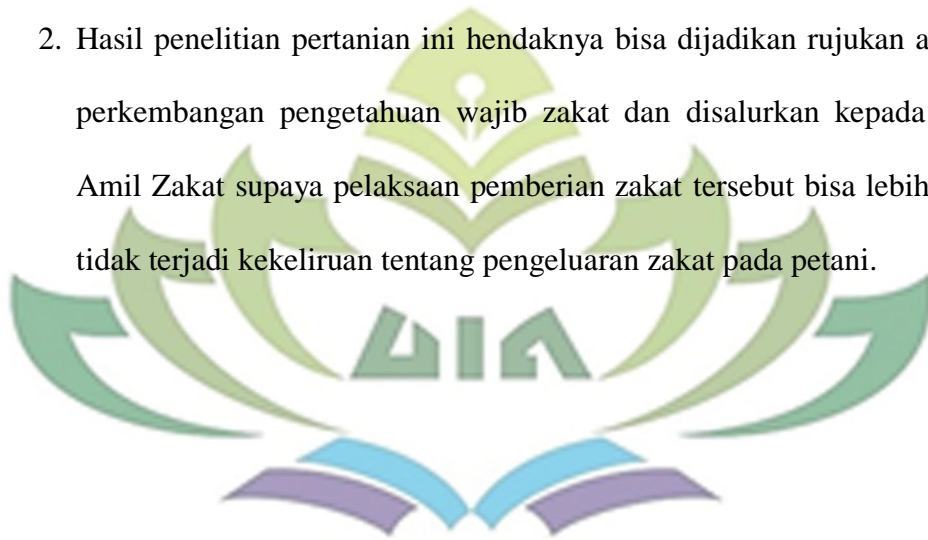 2. Hasil penelitian pertanian ini hendaknya bisa dijadikan rujukan
perkembangan pengetahuan wajib zakat dan disalurkan kepada
Amil Zakat supaya pelaksaan pemberian zakat tersebut bisa lebih
tidak terjadi kekeliruan tentang pengeluaran zakat pada petani.
UIN